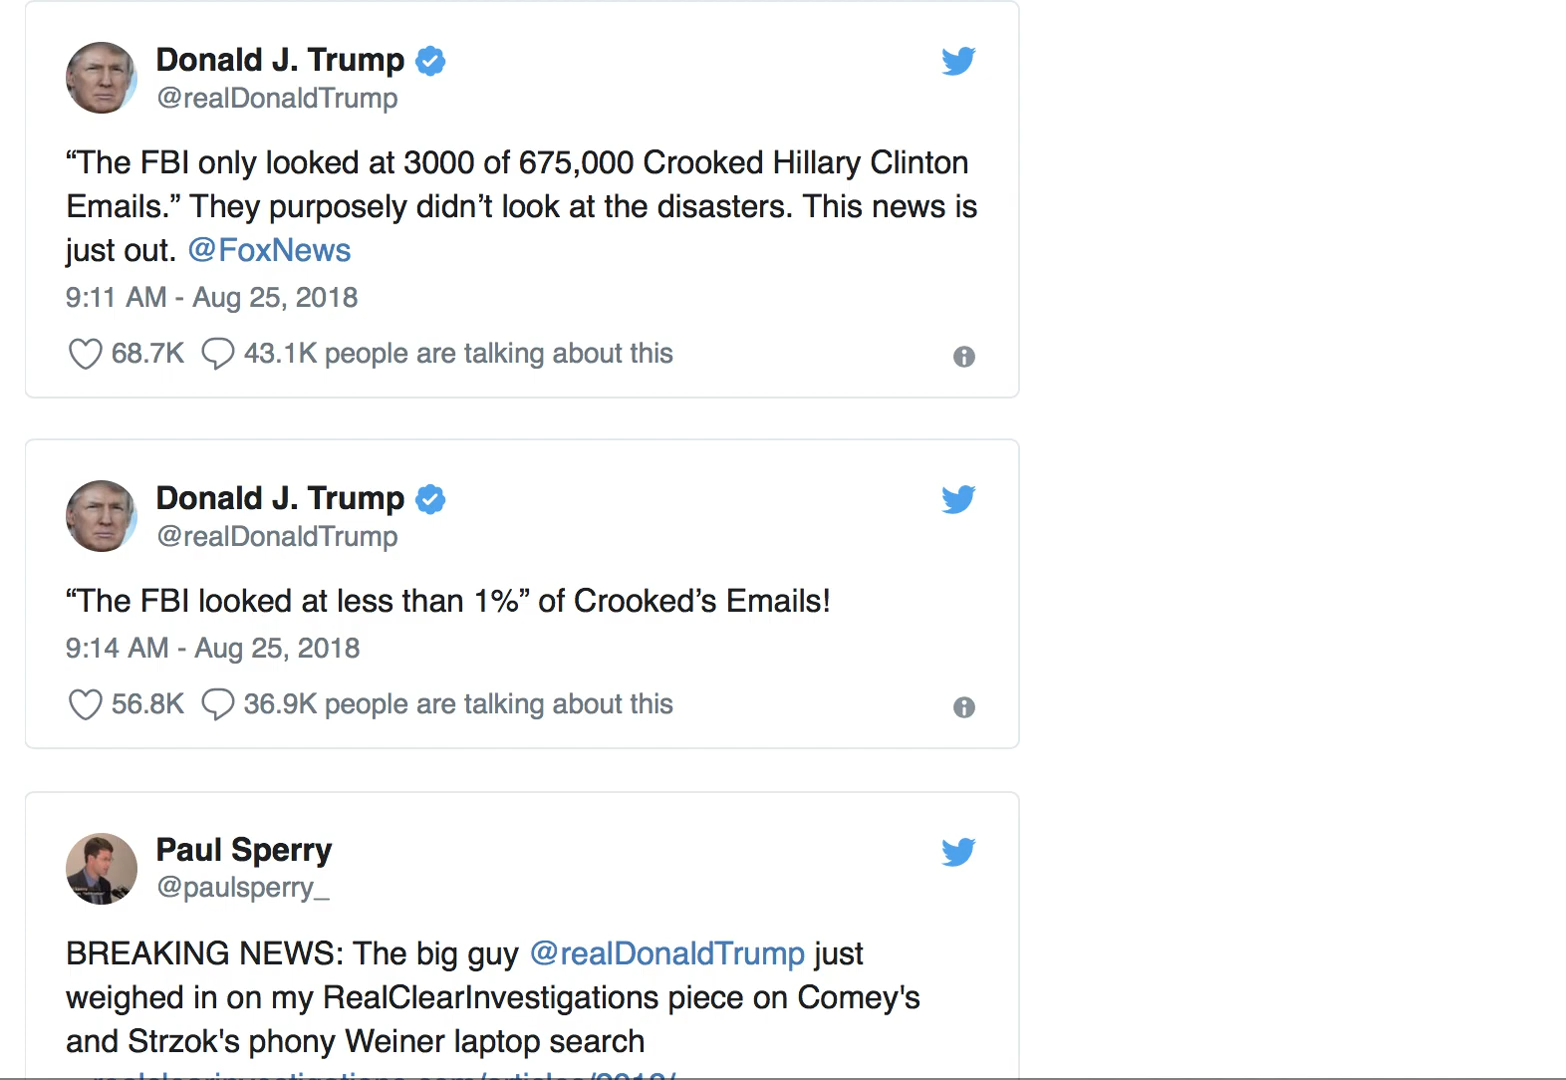 Donald J. Trump
@realDonaldTrump
“The FBI only looked at 3000 of 675,000 Crooked Hillary Clinton
Emails.” They purposely didn’t look at the disasters. This news is
just out. @FoxNews
9:11 AM - Aug 25, 2018
68.7K 43.1K people are talking about this
Donald J. Trump
@realDonaldTrump
“The FBI looked at less than 1%” of Crooked’s Emails!
9:14 AM - Aug 25, 2018
56.8K 36.9K people are talking about this
Paul Sperry
@paulsperry_
BREAKING NEWS: The big guy @realDonaldTrump just
weighed in on my RealClearInvestigations piece on Comey's
and Strzok's phony Weiner laptop search
realclearinvestigations.com/articles/2018/